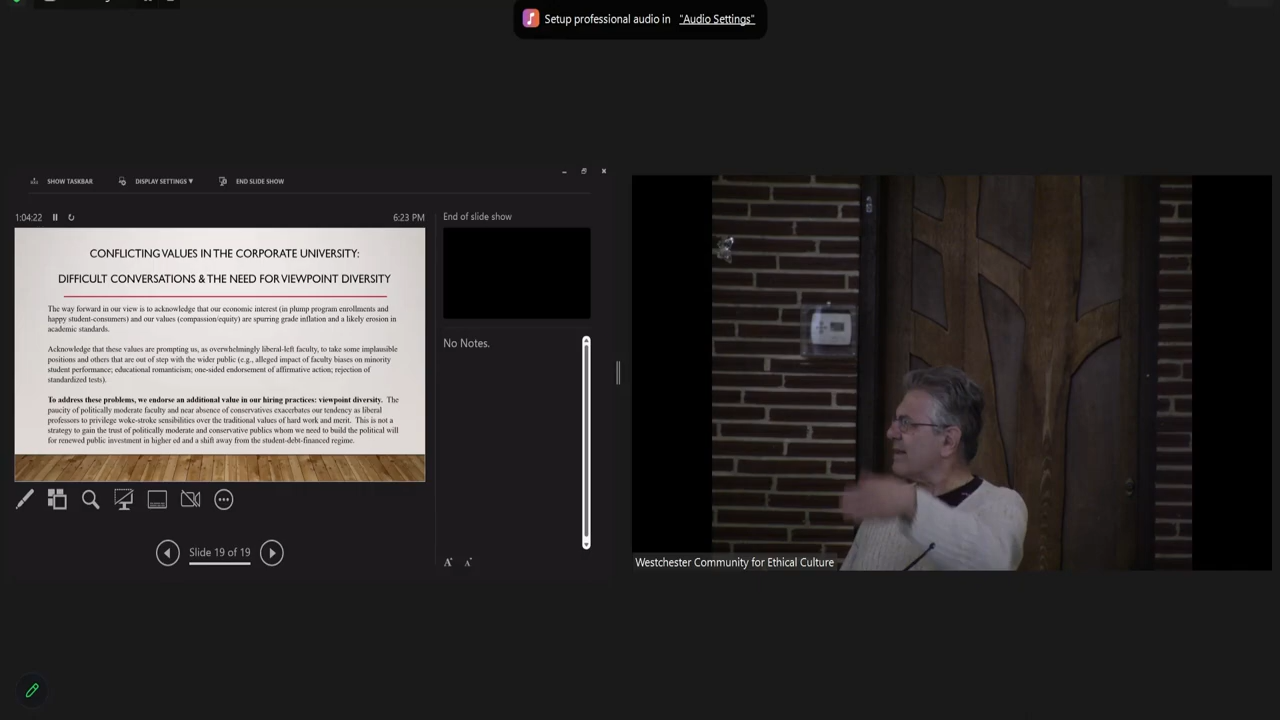 Setup professional audio in "Audio Settings"
SHOW TASKBAR DISPLAY SETTINGS ▾ END SLIDE SHOW
1:04:22 6:23 PM
End of slide show
CONFLICTING VALUES IN THE CORPORATE UNIVERSITY:
DIFFICULT CONVERSATIONS & THE NEED FOR VIEWPOINT DIVERSITY
The way forward in our view is to acknowledge that our economic interest (in plump program enrollments and
happy student-consumers) and our values (compassion/equity) are spurring grade inflation and a likely erosion in
academic standards.
Acknowledge that these values are prompting us, as overwhelmingly liberal-left faculty, to take some implausible
positions and others that are out of step with the wider public (e.g., alleged impact of faculty biases on minority
student performance; educational romanticism; one-sided endorsement of affirmative action; rejection of
standardized tests).
To address these problems, we endorse an additional value in our hiring practices: viewpoint diversity. The
paucity of politically moderate faculty and near absence of conservatives exacerbates our tendency as liberal
professors to privilege woke-stroke sensibilities over the traditional values of hard work and merit. This is not a
strategy to gain the trust of politically moderate and conservative publics whom we need to build the political will
for renewed public investment in higher ed and a shift away from the student-debt-financed regime.
No Notes.
Slide 19 of 19
A A
Westchester Community for Ethical Culture